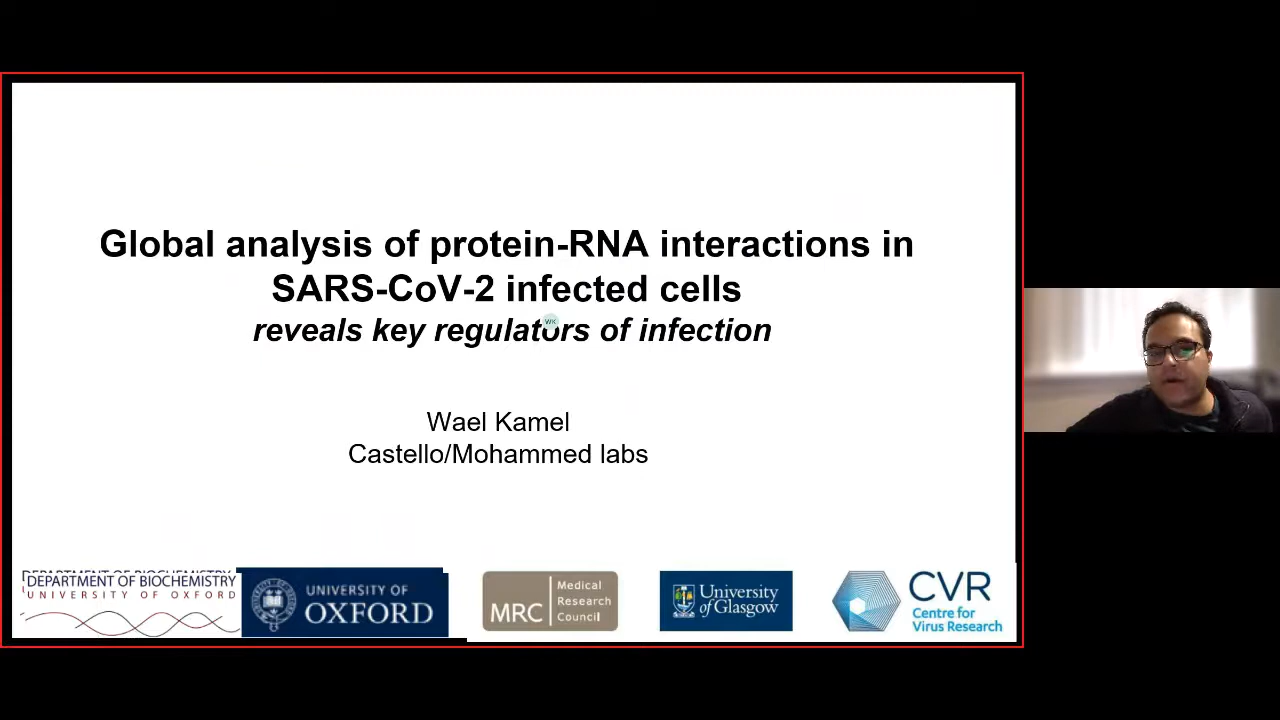 Global analysis of protein-RNA interactions in
SARS-CoV-2 infected cells
reveals key regulators of infection
WK
Wael Kamel
Castello/Mohammed labs
DEPARTMENT OF BIOCHEMISTRY
UNIVERSITY OF OXFORD
UNIVERSITY OF
OXFORD
MRC
Medical
Research
Council
University
of Glasgow
CVR
Centre for
Virus Research